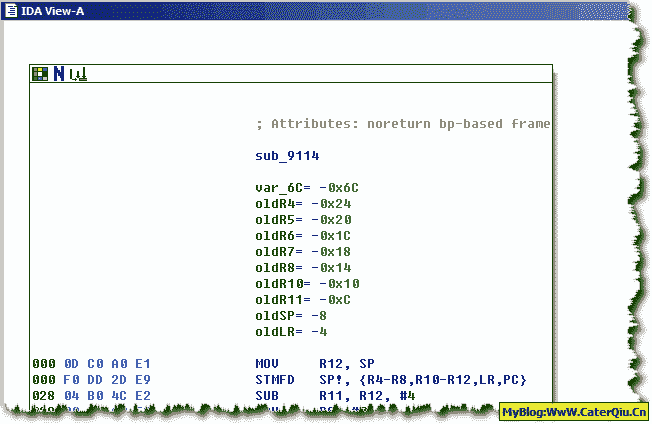 IDA View-A
N
; Attributes: noreturn bp-based frame
sub_9114
var_6C= -0x6C
oldR4= -0x24
oldR5= -0x20
oldR6= -0x1C
oldR7= -0x18
oldR8= -0x14
oldR10= -0x10
oldR11= -0xC
oldSP= -8
oldLR= -4
000 0D C0 A0 E1 MOV R12, SP
000 F0 DD 2D E9 STMFD SP!, {R4-R8,R10-R12,LR,PC}
028 04 B0 4C E2 SUB R11, R12, #4
MyBlog:WwW.CaterQiu.Cn